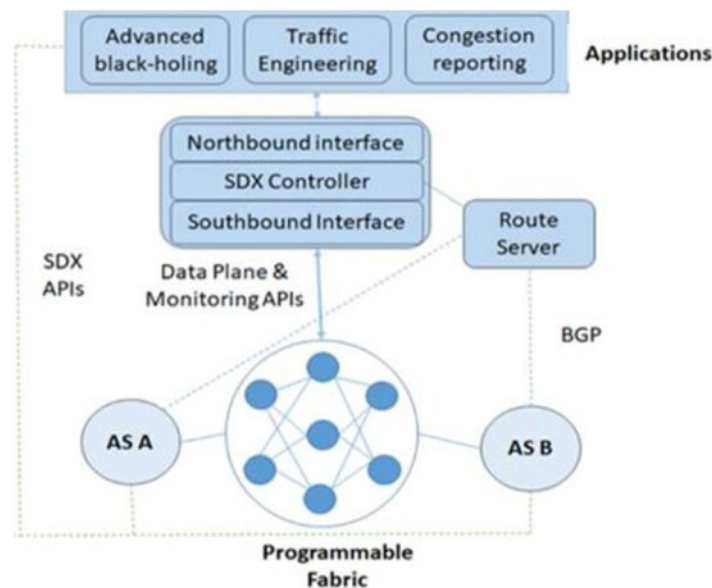 Advanced
black-holing
Traffic
Engineering
Congestion
reporting
Applications
Northbound interface
SDX Controller
Southbound Interface
Route
Server
SDX
APIs
Data Plane &
Monitoring APIs
BGP
AS A
AS B
Programmable
Fabric